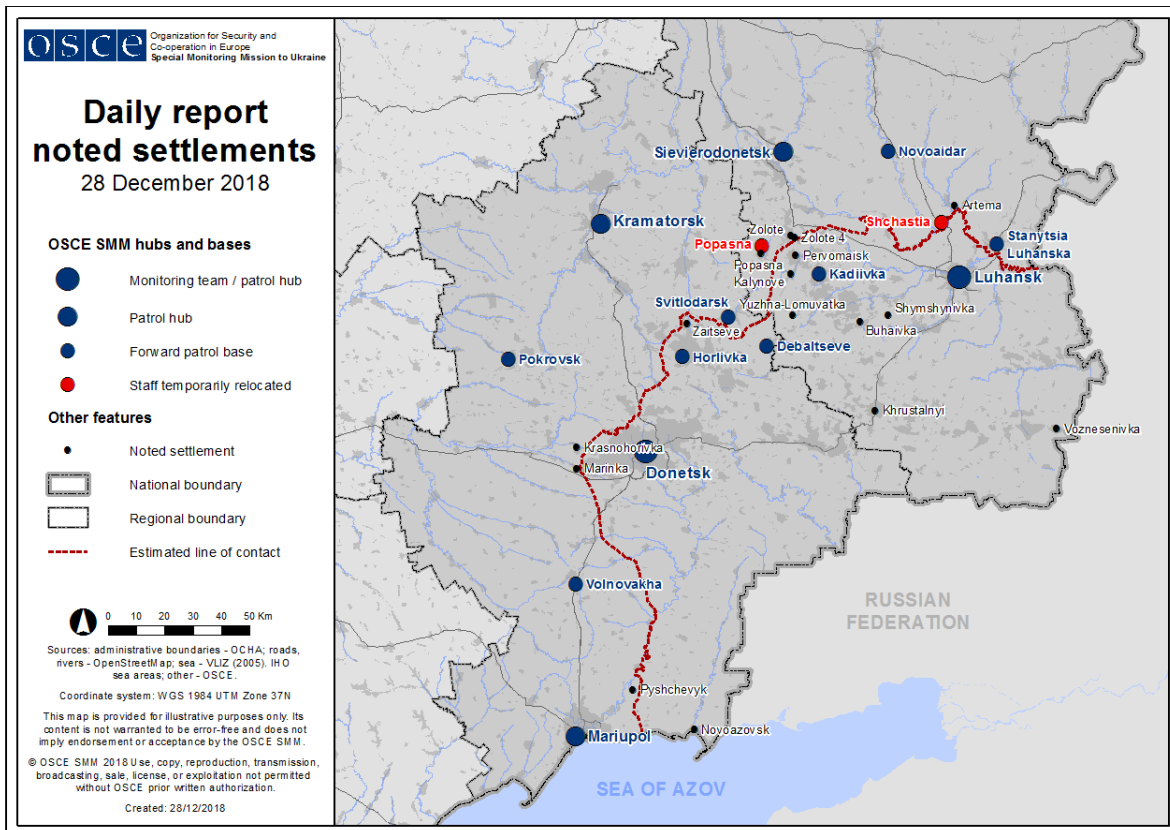 OSCE
Organization for Security and
Co-operation in Europe
Special Monitoring Mission to Ukraine
Daily report
noted settlements
28 December 2018
OSCE SMM hubs and bases
Monitoring team / patrol hub
Patrol hub
Forward patrol base
Staff temporarily relocated
Other features
Noted settlement
National boundary
Regional boundary
Estimated line of contact
0 10 20 30 40 50 Km
Sources: administrative boundaries - OCHA; roads,
rivers - OpenStreetMap; sea - VLIZ (2005). IHO
sea areas; other - OSCE.
Coordinate system: WGS 1984 UTM Zone 37N
This map is provided for illustrative purposes only. Its
content is not warranted to be error-free and does not
imply endorsement or acceptance by the OSCE SMM.
© OSCE SMM 2018 Use, copy, reproduction, transmission,
broadcasting, sale, license, or exploitation not permitted
without OSCE prior written authorization.
Created: 28/12/2018
Sievierodonetsk
Novoaidar
Artema
Kramatorsk
Shchastia
Zolote
Zolote 4
Stanytsia
Luhanska
Popasna
Pervomaisk
Popasna
Kadiivka
Luhansk
Kalynove
Svitlodarsk
Yuzhna-Lomuvatka
Shymshynivka
Zaitseve
Buhaivka
Debaltseve
Pokrovsk
Horlivka
Khrustalnyi
Voznesenivka
Krasnohorivka
Marinka
Donetsk
Volnovakha
RUSSIAN
FEDERATION
Pyshchevyk
Novoazovsk
Mariupol
SEA OF AZOV